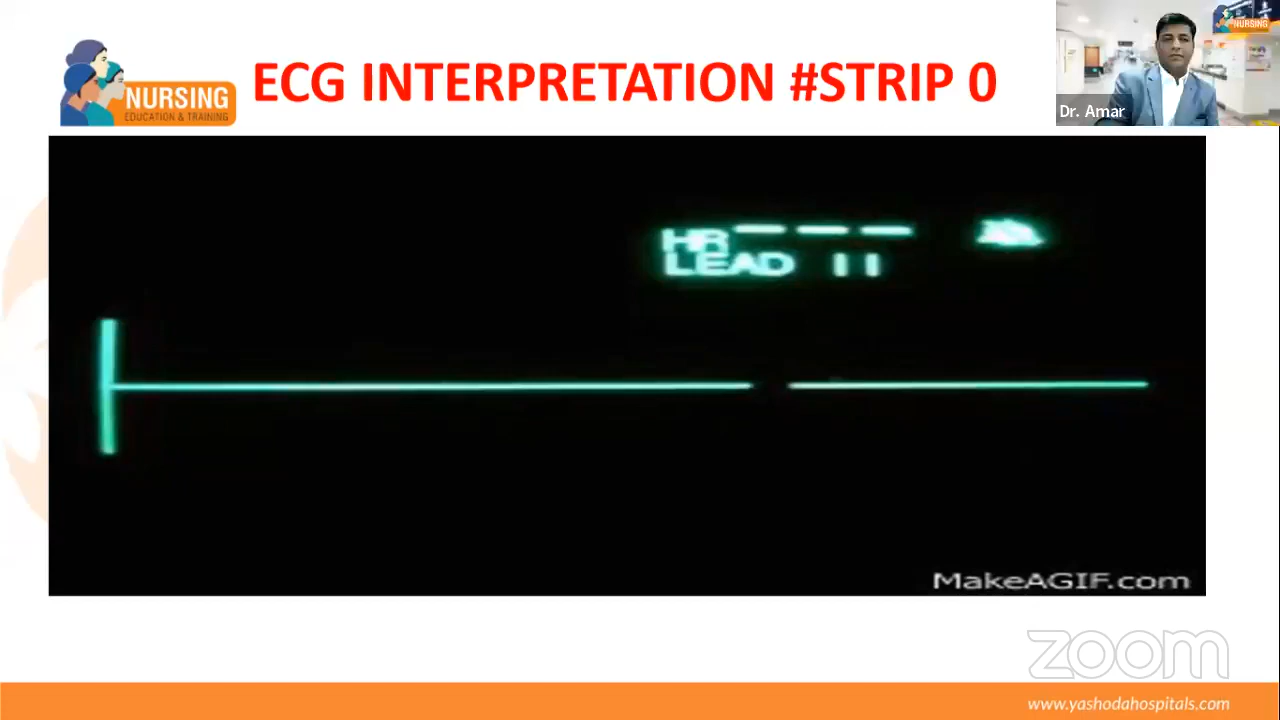 ECG INTERPRETATION #STRIP 0
NURSING
EDUCATION & TRAINING
NURSING
Dr. Amar
HR - - -
LEAD II
MakeAGIF.com
zoom
www.yashodahospitals.com